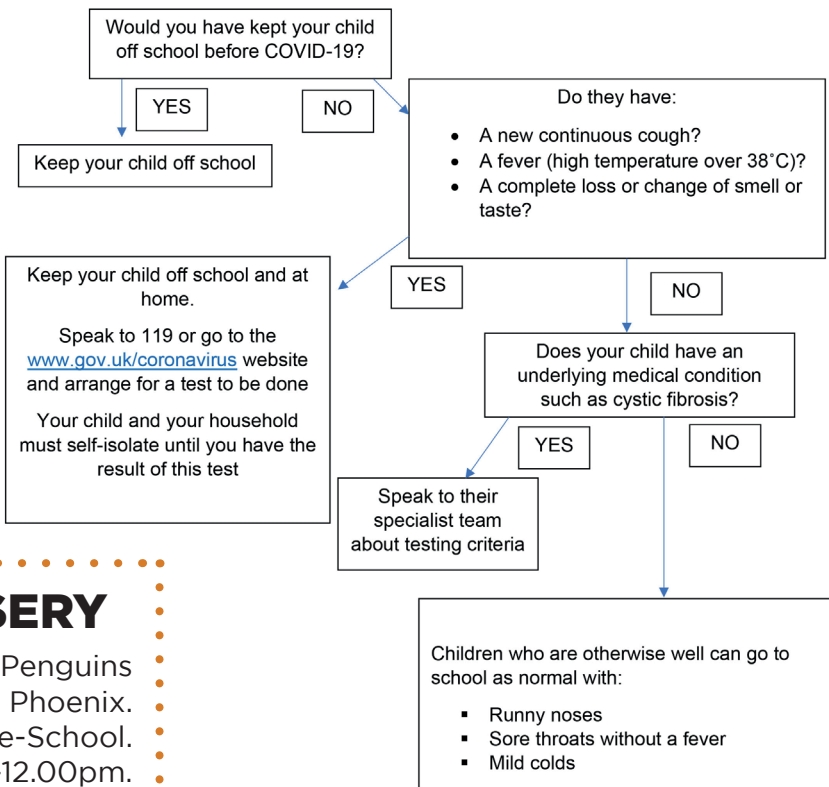 Would you have kept your child
off school before COVID-19?
YES
NO
Keep your child off school
Do they have:
• A new continuous cough?
• A fever (high temperature over 38˚C)?
• A complete loss or change of smell or
taste?
YES
NO
Keep your child off school and at
home.
Speak to 119 or go to the
www.gov.uk/coronavirus website
and arrange for a test to be done
Your child and your household
must self-isolate until you have the
result of this test
Does your child have an
underlying medical condition
such as cystic fibrosis?
YES
NO
Speak to their
specialist team
about testing criteria
Children who are otherwise well can go to
school as normal with:
▪ Runny noses
▪ Sore throats without a fever
▪ Mild colds
SERY
Penguins
Phoenix.
e-School.
12.00pm.